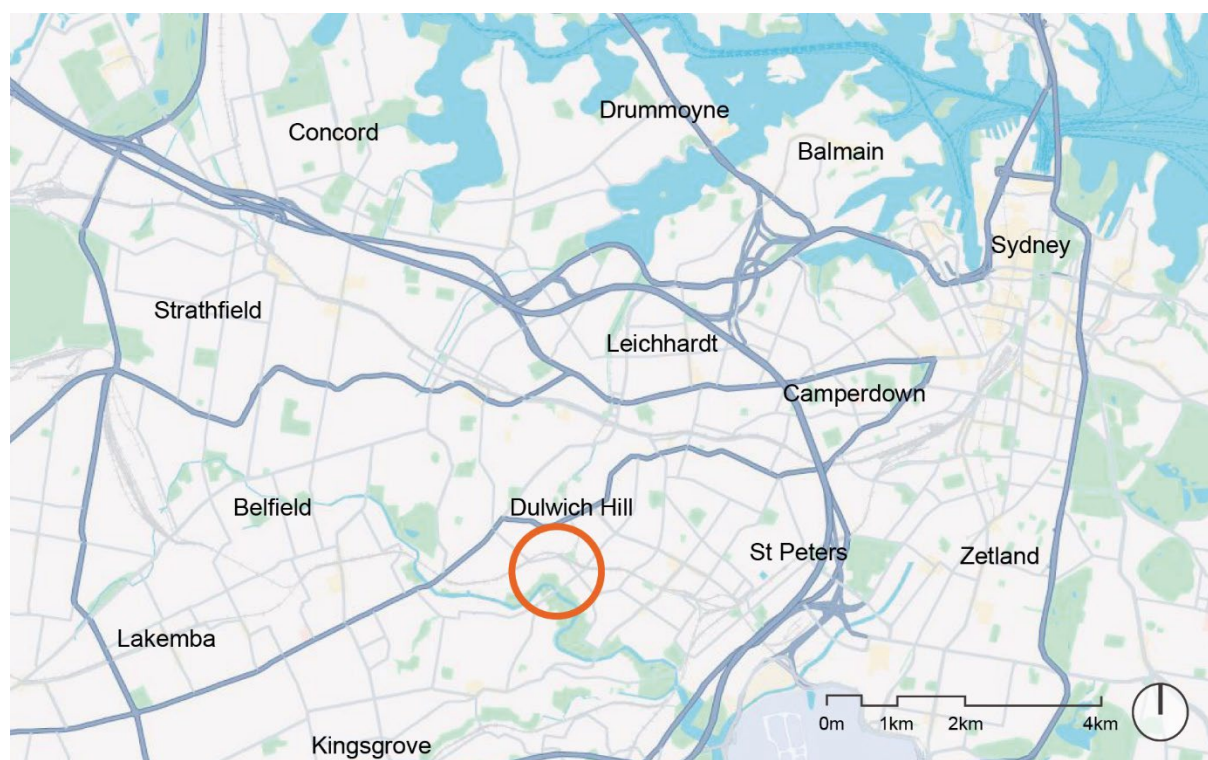 Drummoyne
Concord
Balmain
Sydney
Strathfield
Leichhardt
Camperdown
Belfield
Dulwich Hill
St Peters
Zetland
Lakemba
0m 1km 2km 4km
Kingsgrove